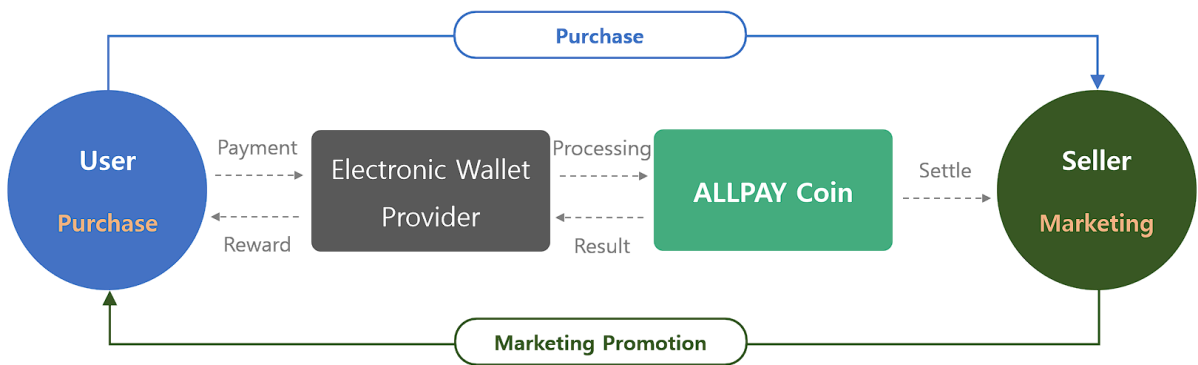 Purchase
User
Purchase
Payment
Reward
Electronic Wallet
Provider
Processing
Result
ALLPAY Coin
Settle
Seller
Marketing
Marketing Promotion